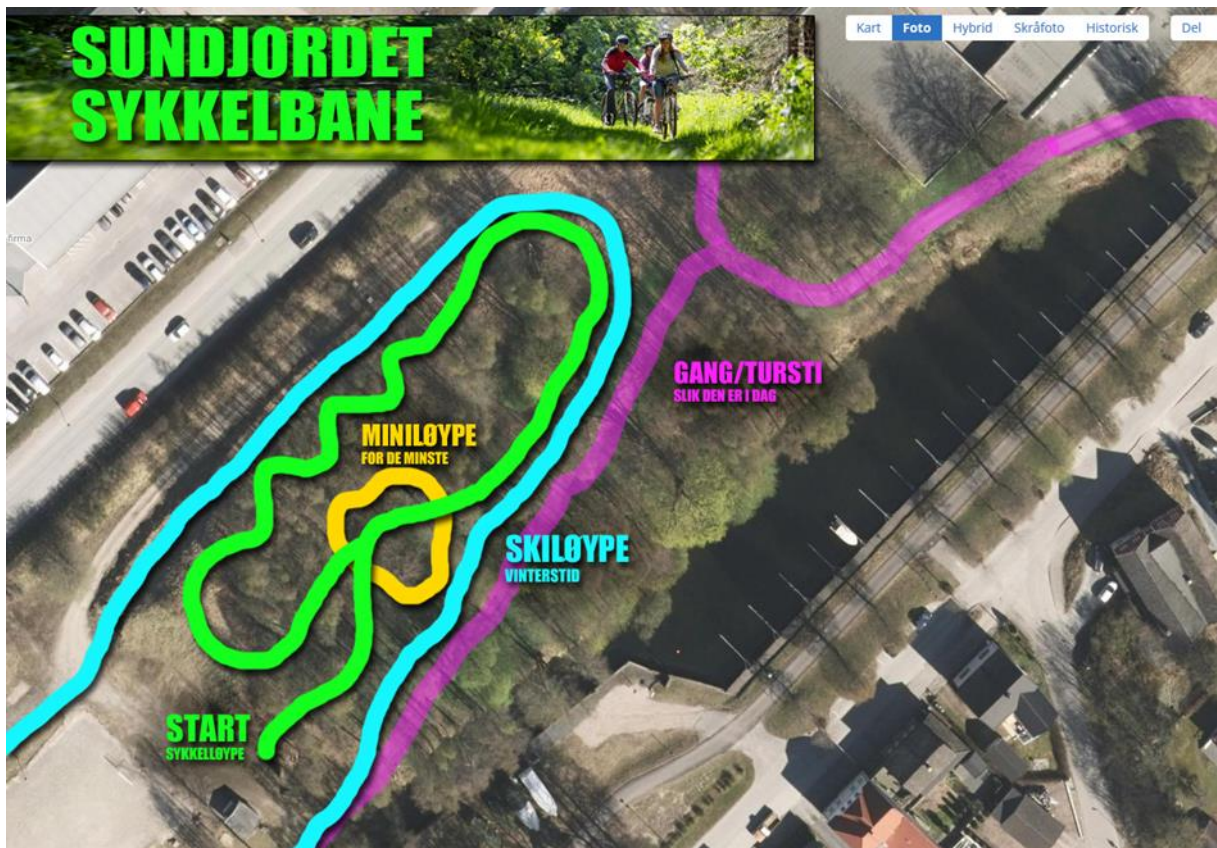 SUNDJORDET
SYKKELBANE
Kart Foto Hybrid Skråfoto Historisk Del
firma
GANG/TURSTI
SLIK DEN ER I DAG
MINILØYPE
FOR DE MINSTE
SKILØYPE
VINTERSTID
START
SYKKELLØYPE